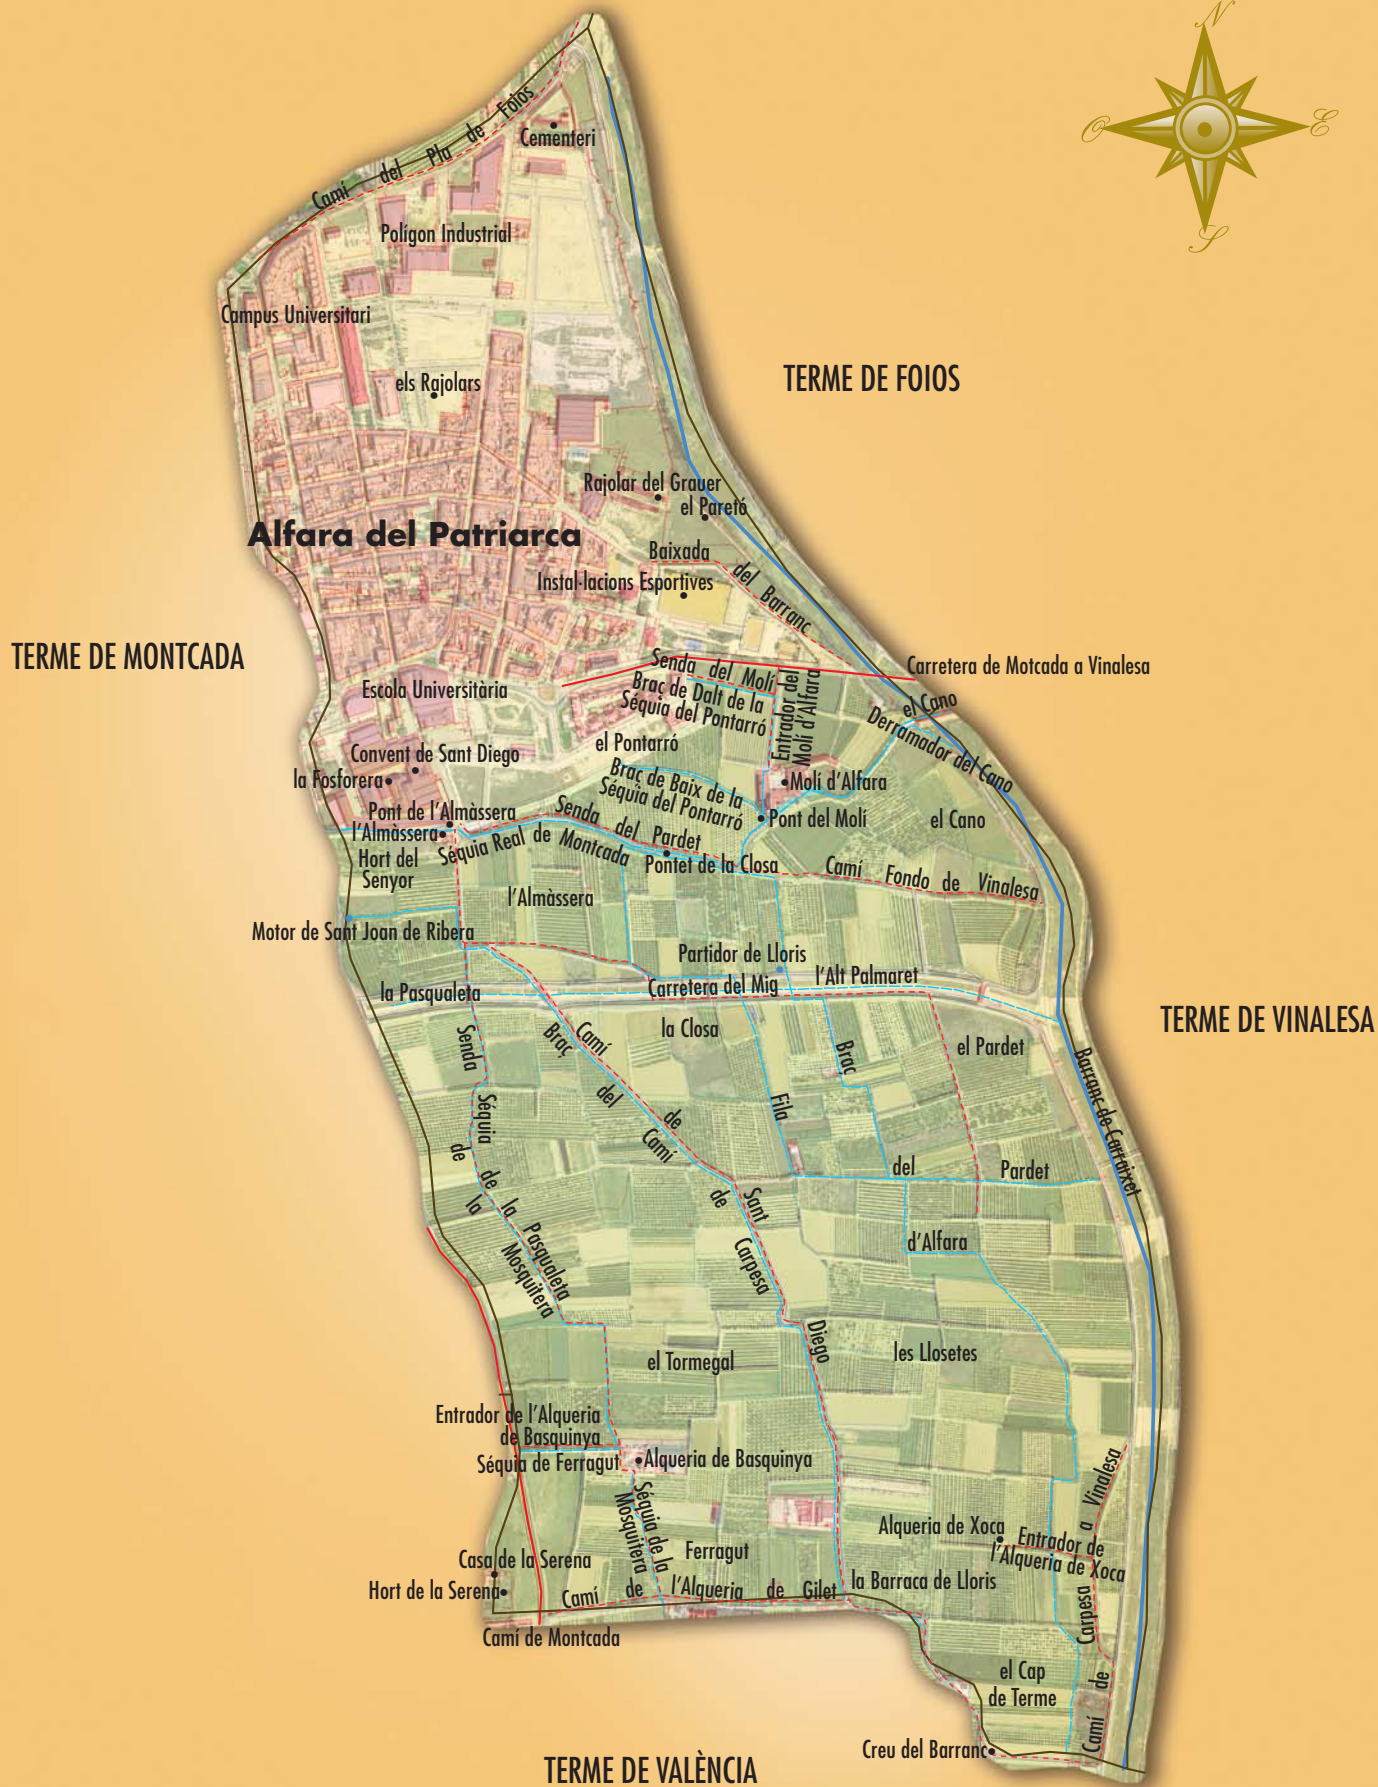 N
O
E
S
Cementeri
Camí del Pla de Foios
Polígon Industrial
Campus Universitari
TERME DE FOIOS
els Rajolars
Rajolar del Grauer
el Paretó
Alfara del Patriarca
Baixada del Barranc
Instal·lacions Esportives
TERME DE MONTCADA
Senda del Molí
Carretera de Motcada a Vinalesa
Escola Universitària
Braç de Dalt de la
Séquia del Pontarró
Entrador del
Molí d'Alfara
el Cano
Derramador del Cano
el Pontarró
Convent de Sant Diego
la Fosforera
Braç de Baix de la
Séquia del Pontarró
Molí d'Alfara
Pont de l'Almàssera
l'Almàssera
Senda del Pardet
Pont del Molí
el Cano
Séquia Real de Montcada
Hort del
Senyor
Pontet de la Closa
Camí Fondo de Vinalesa
l'Almàssera
Motor de Sant Joan de Ribera
Partidor de Lloris
l'Alt Palmaret
la Pasqualeta
Carretera del Mig
TERME DE VINALESA
la Closa
el Pardet
Senda de la Mosquitera
Séquia de la Pasqualeta
Camí de Sant Diego
Braç del Camí de Carpesa
Fila del Pardet
Braç d'Alfara
Barranc de Carraixet
el Tormegal
les Llosetes
Entrador de l'Alqueria
de Basquinya
Séquia de Ferragut
Alqueria de Basquinya
Séquia de la
Mosquitera
Alqueria de Xoca
Entrador de
l'Alqueria de Xoca
Ferragut
Casa de la Serena
Hort de la Serena
Camí de l'Alqueria de Gilet
la Barraca de Lloris
Camí de Carpesa a Vinalesa
Camí de Montcada
el Cap
de Terme
Creu del Barranc
TERME DE VALÈNCIA